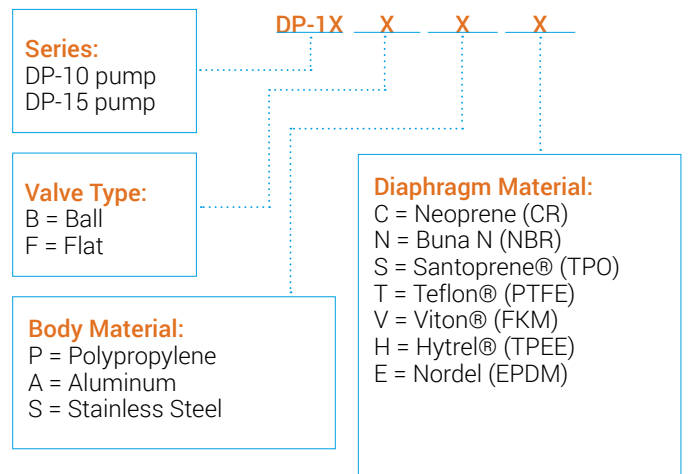 DP-1X X X X
Series:
DP-10 pump
DP-15 pump
Valve Type:
B = Ball
F = Flat
Body Material:
P = Polypropylene
A = Aluminum
S = Stainless Steel
Diaphragm Material:
C = Neoprene (CR)
N = Buna N (NBR)
S = Santoprene® (TPO)
T = Teflon® (PTFE)
V = Viton® (FKM)
H = Hytrel® (TPEE)
E = Nordel (EPDM)